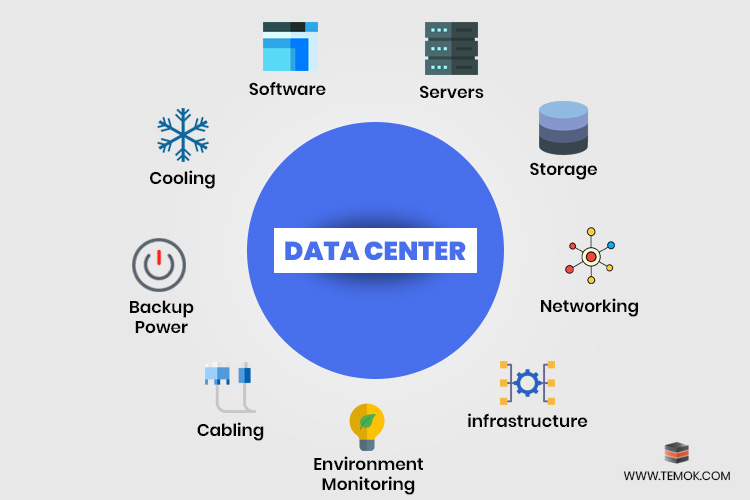 Software
Servers
Cooling
Storage
DATA CENTER
Backup
Power
Networking
Cabling
infrastructure
Environment
Monitoring
WWW.TEMOK.COM